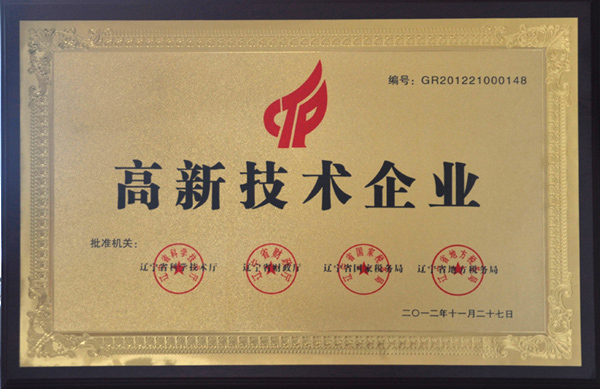 CTP
编号：GR201221000148
高新技术企业
批准机关：
辽宁省科学技术厅 辽宁省财政厅 辽宁省国家税务局 辽宁省地方税务局
二〇一二年十一月二十七日